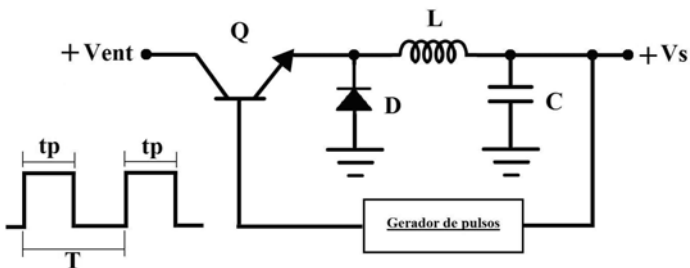 Q
L
+ Vent
+ Vs
D
C
tp
tp
T
Gerador de pulsos